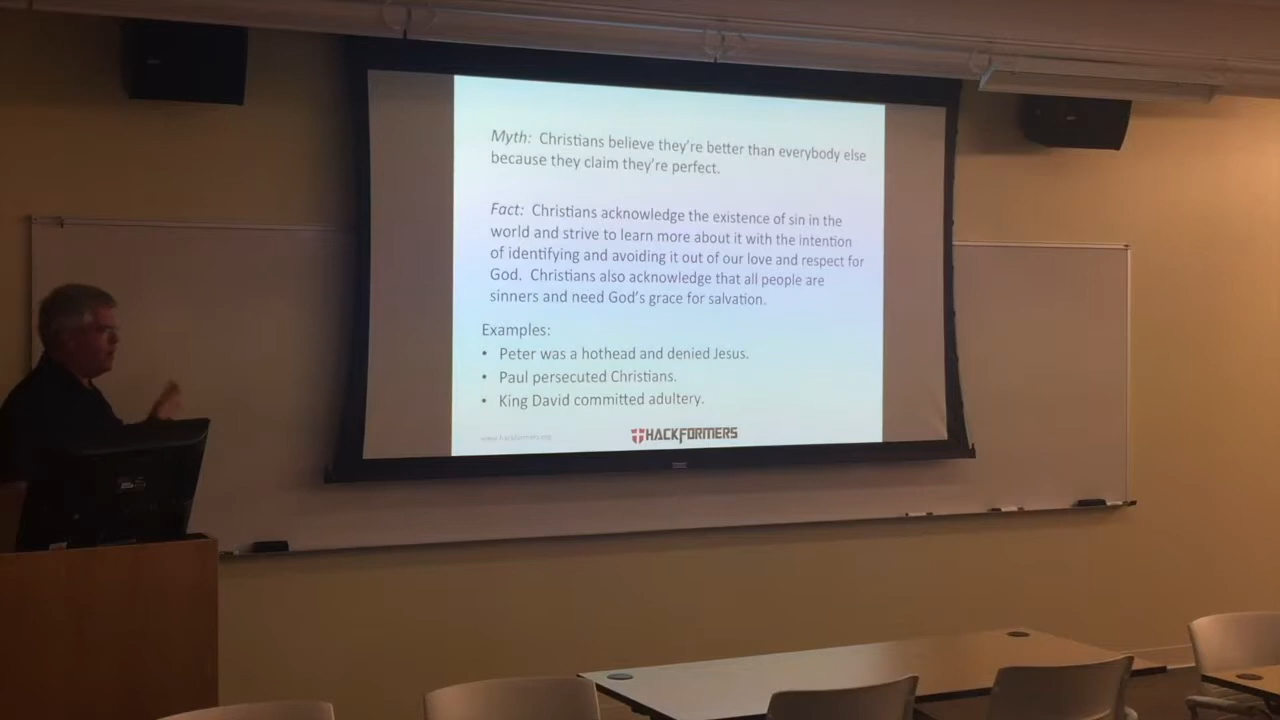 Myth: Christians believe they're better than everybody else
because they claim they're perfect.
Fact: Christians acknowledge the existence of sin in the
world and strive to learn more about it with the intention
of identifying and avoiding it out of our love and respect for
God. Christians also acknowledge that all people are
sinners and need God's grace for salvation.
Examples:
• Peter was a hothead and denied Jesus.
• Paul persecuted Christians.
• King David committed adultery.
www.hackformers.org
HACKFORMERS